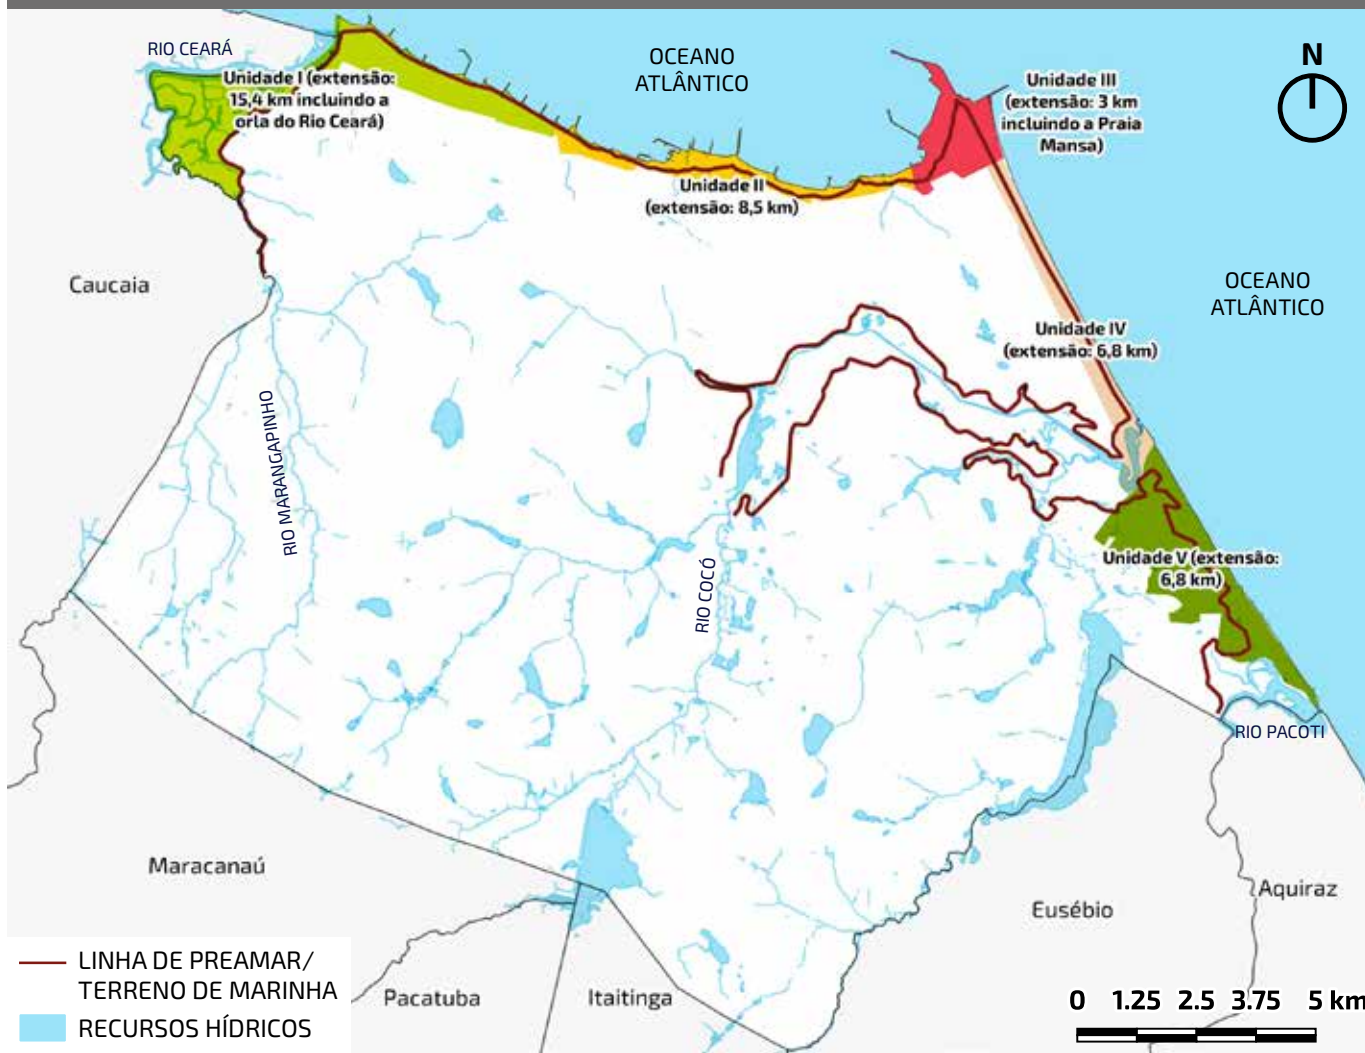 RIO CEARÁ
Unidade I (extensão:
15,4 km incluindo a
orla do Rio Ceará)
OCEANO
ATLÂNTICO
Unidade III
(extensão: 3 km
incluindo a Praia
Mansa)
N
Unidade II
(extensão: 8,5 km)
Caucaia
OCEANO
ATLÂNTICO
Unidade IV
(extensão: 6,8 km)
RIO MARANGAPINHO
RIO COCÓ
Unidade V (extensão:
6,8 km)
RIO PACOTI
Maracanaú
Aquiraz
Eusébio
Pacatuba
Itaitinga
LINHA DE PREAMAR/
TERRENO DE MARINHA
RECURSOS HÍDRICOS
0 1.25 2.5 3.75 5 km